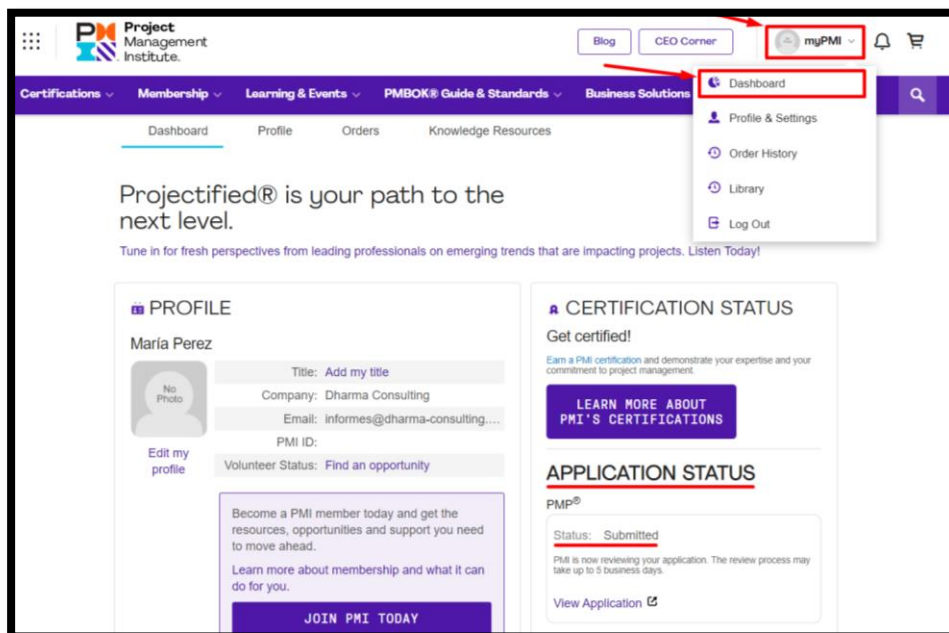 Project
Management
Institute.
Blog
CEO Corner
myPMI
Certifications
Membership
Learning & Events
PMBOK® Guide & Standards
Business Solutions
Dashboard
Profile & Settings
Order History
Library
Log Out
Dashboard
Profile
Orders
Knowledge Resources
Projectified® is your path to the
next level.
Tune in for fresh perspectives from leading professionals on emerging trends that are impacting projects. Listen Today!
PROFILE
María Perez
No
Photo
Edit my
profile
Title: Add my title
Company: Dharma Consulting
Email: informes@dharma-consulting....
PMI ID:
Volunteer Status: Find an opportunity
Become a PMI member today and get the
resources, opportunities and support you need
to move ahead.
Learn more about membership and what it can
do for you.
JOIN PMI TODAY
CERTIFICATION STATUS
Get certified!
Earn a PMI certification and demonstrate your expertise and your
commitment to project management.
LEARN MORE ABOUT
PMI'S CERTIFICATIONS
APPLICATION STATUS
PMP®
Status: Submitted
PMI is now reviewing your application. The review process may
take up to 5 business days.
View Application